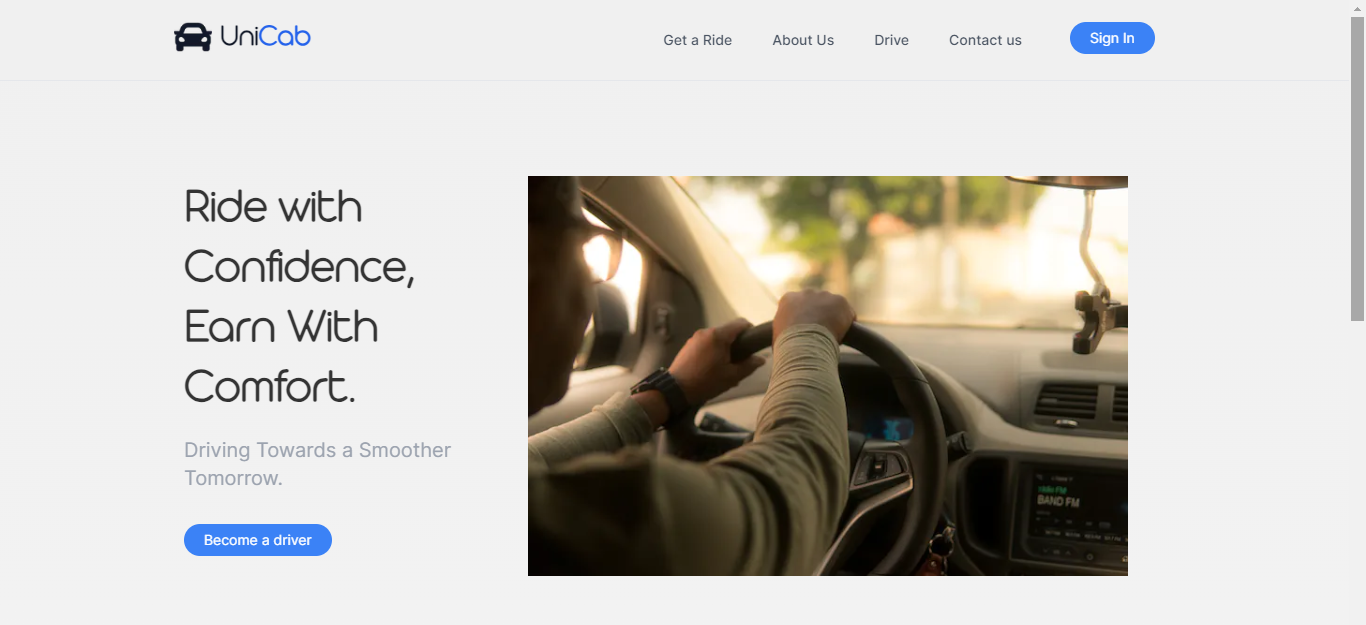 UniCab
Get a Ride
About Us
Drive
Contact us
Sign In
Ride with
Confidence,
Earn With
Comfort.
Driving Towards a Smoother
Tomorrow.
Become a driver
BAND FM